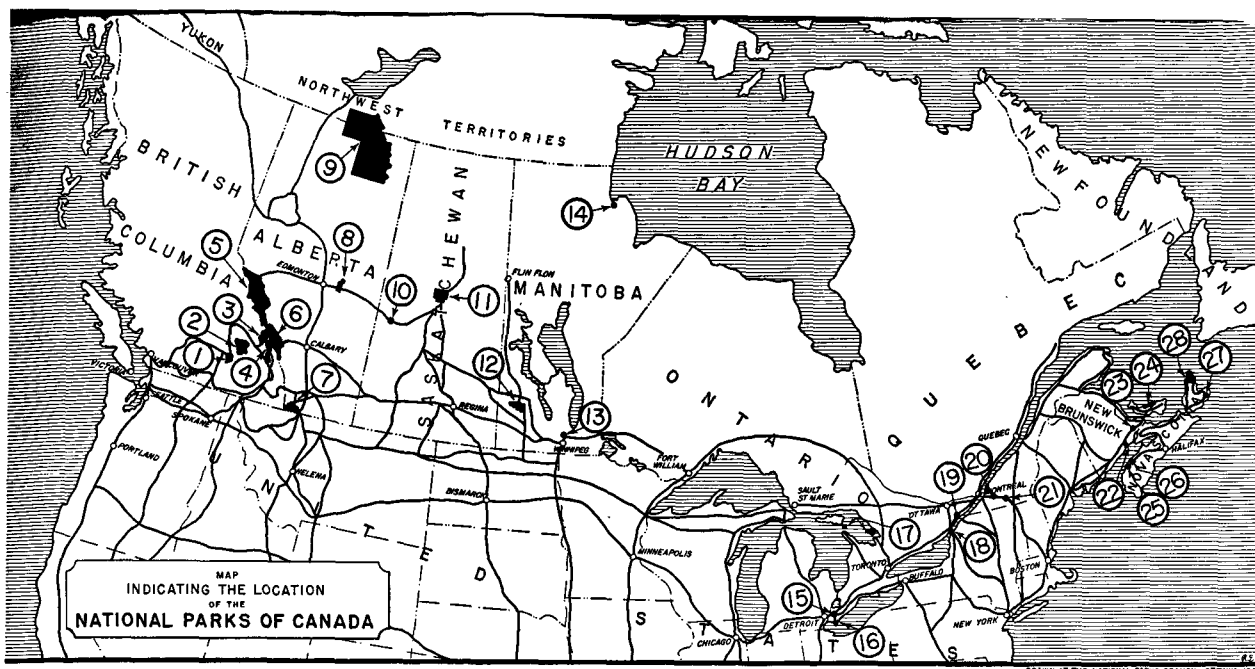 YUKON
NORTHWEST TERRITORIES
HUDSON
BAY
NEWFOUNDLAND
BRITISH
COLUMBIA
ALBERTA
SASKATCHEWAN
MANITOBA
ONTARIO
QUEBEC
NEW
BRUNSWICK
NOVA SCOTIA
UNITED STATES
EDMONTON
FLIN FLON
CALGARY
VANCOUVER
VICTORIA
SEATTLE
SPOKANE
PORTLAND
HELENA
REGINA
WINNIPEG
BISMARCK
FORT
WILLIAM
MINNEAPOLIS
SAULT
ST MARIE
CHICAGO
DETROIT
TORONTO
BUFFALO
OTTAWA
MONTREAL
QUEBEC
BOSTON
NEW YORK
HALIFAX
1
2
3
4
5
6
7
8
9
10
11
12
13
14
15
16
17
18
19
20
21
22
23
24
25
26
27
28
MAP
INDICATING THE LOCATION
OF THE
NATIONAL PARKS OF CANADA